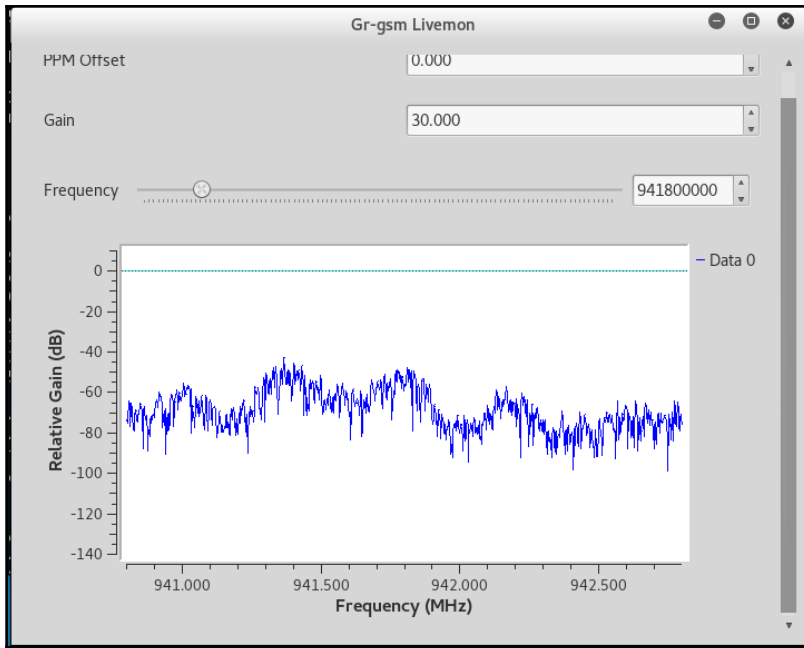 Gr-gsm Livemon
PPM Offset 0.000
Gain 30.000
Frequency 941800000
Data 0
0
-20
-40
-60
-80
-100
-120
-140
Relative Gain (dB)
941.000 941.500 942.000 942.500
Frequency (MHz)